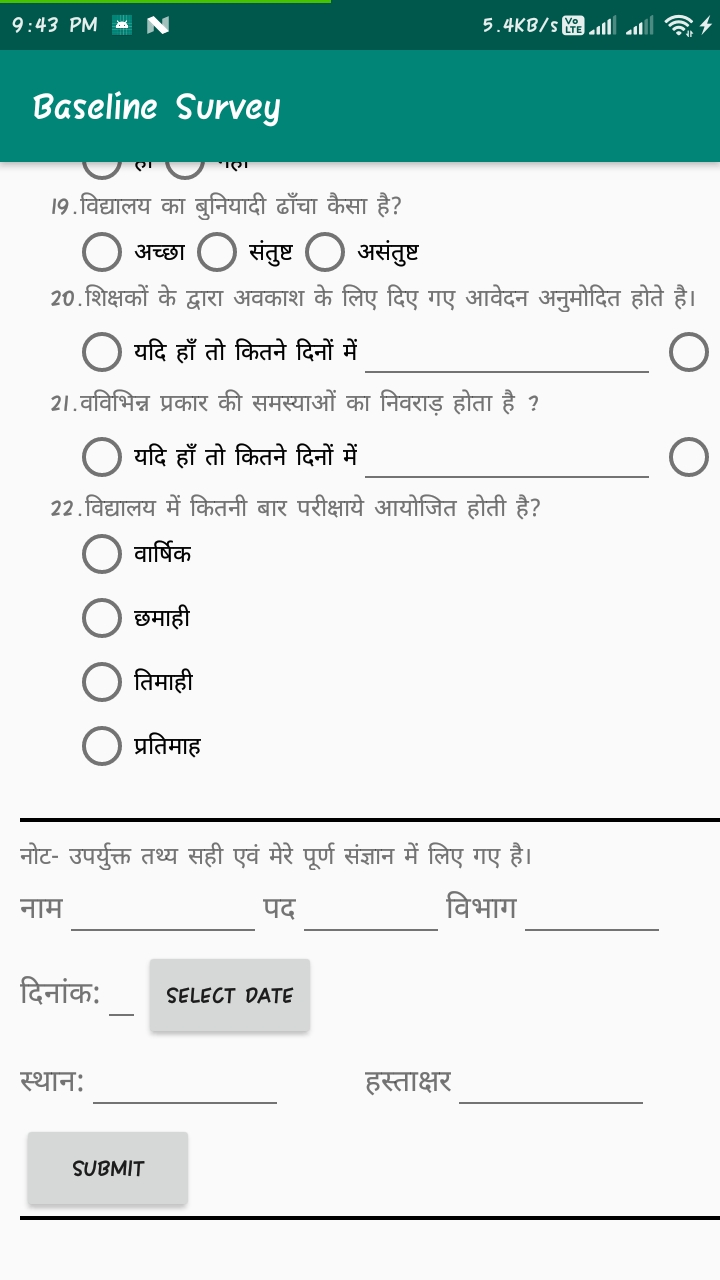 9:43 PM 5.4KB/s Vo LTE
Baseline Survey
19.विद्यालय का बुनियादी ढाँचा कैसा है?
अच्छा संतुष्ट असंतुष्ट
20.शिक्षकों के द्वारा अवकाश के लिए दिए गए आवेदन अनुमोदित होते है।
यदि हाँ तो कितने दिनों में
21.वविभिन्न प्रकार की समस्याओं का निवराड़ होता है ?
यदि हाँ तो कितने दिनों में
22.विद्यालय में कितनी बार परीक्षाये आयोजित होती है?
वार्षिक
छमाही
तिमाही
प्रतिमाह
नोट- उपर्युक्त तथ्य सही एवं मेरे पूर्ण संज्ञान में लिए गए है।
नाम पद विभाग
दिनांक: SELECT DATE
स्थान: हस्ताक्षर
SUBMIT